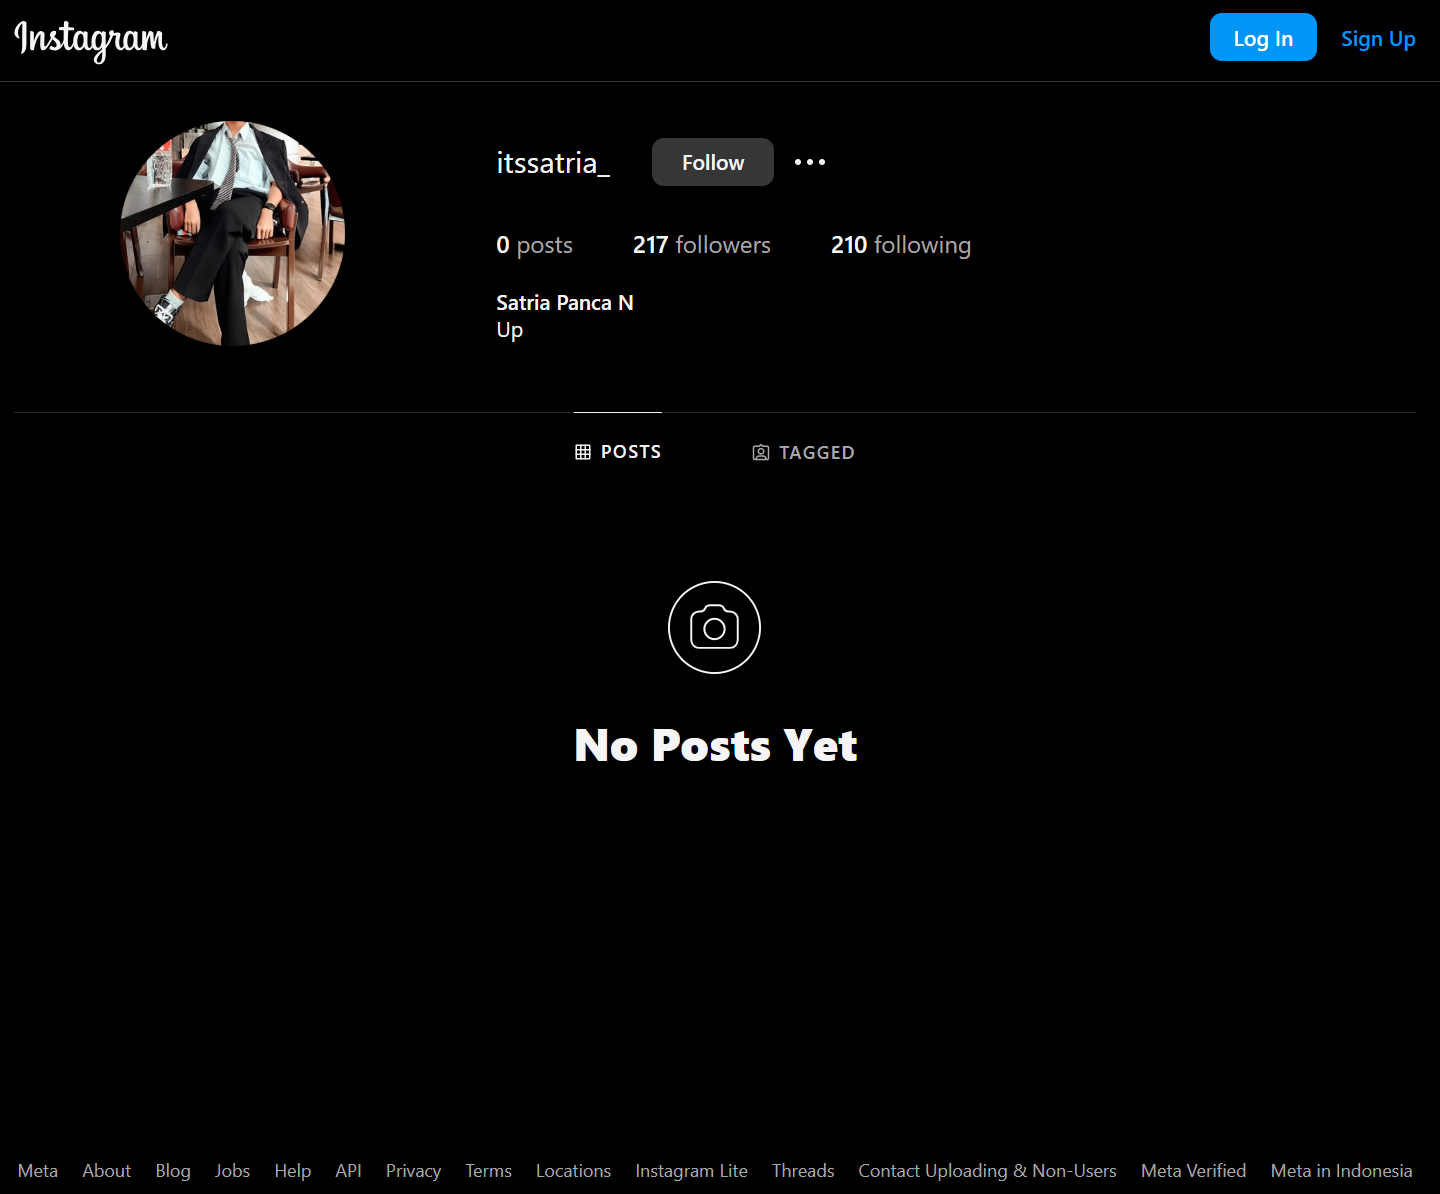 Instagram
Log In
Sign Up
itssatria_
Follow
0 posts 217 followers 210 following
Satria Panca N
Up
POSTS
TAGGED
No Posts Yet
Meta About Blog Jobs Help API Privacy Terms Locations Instagram Lite Threads Contact Uploading & Non-Users Meta Verified Meta in Indonesia